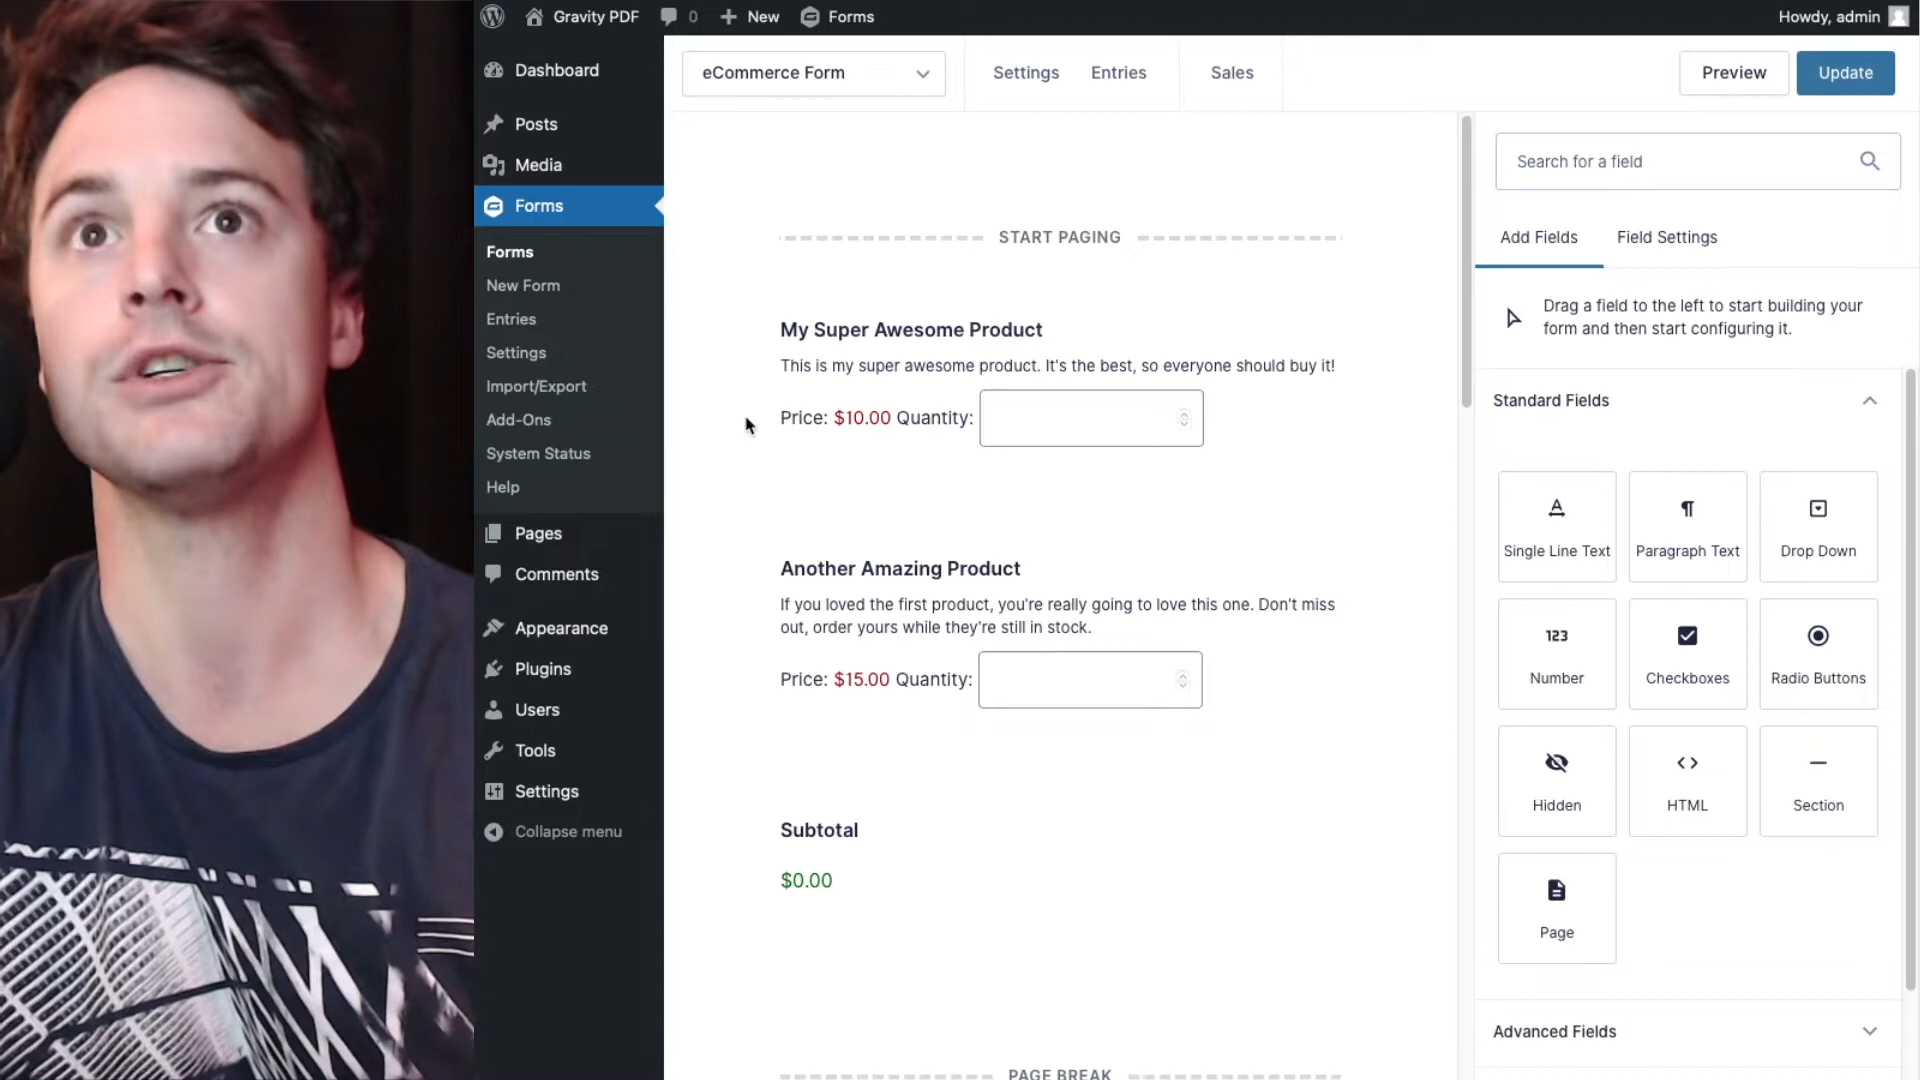 Gravity PDF
0
New
Forms
Howdy, admin
Dashboard
Posts
Media
Forms
Forms
New Form
Entries
Settings
Import/Export
Add-Ons
System Status
Help
Pages
Comments
Appearance
Plugins
Users
Tools
Settings
Collapse menu
eCommerce Form
Settings
Entries
Sales
Preview
Update
START PAGING
My Super Awesome Product
This is my super awesome product. It's the best, so everyone should buy it!
Price: $10.00 Quantity:
Another Amazing Product
If you loved the first product, you're really going to love this one. Don't miss
out, order yours while they're still in stock.
Price: $15.00 Quantity:
Subtotal
$0.00
PAGE BREAK
Search for a field
Add Fields
Field Settings
Drag a field to the left to start building your
form and then start configuring it.
Standard Fields
Single Line Text
Paragraph Text
Drop Down
123
Number
Checkboxes
Radio Buttons
Hidden
HTML
Section
Page
Advanced Fields